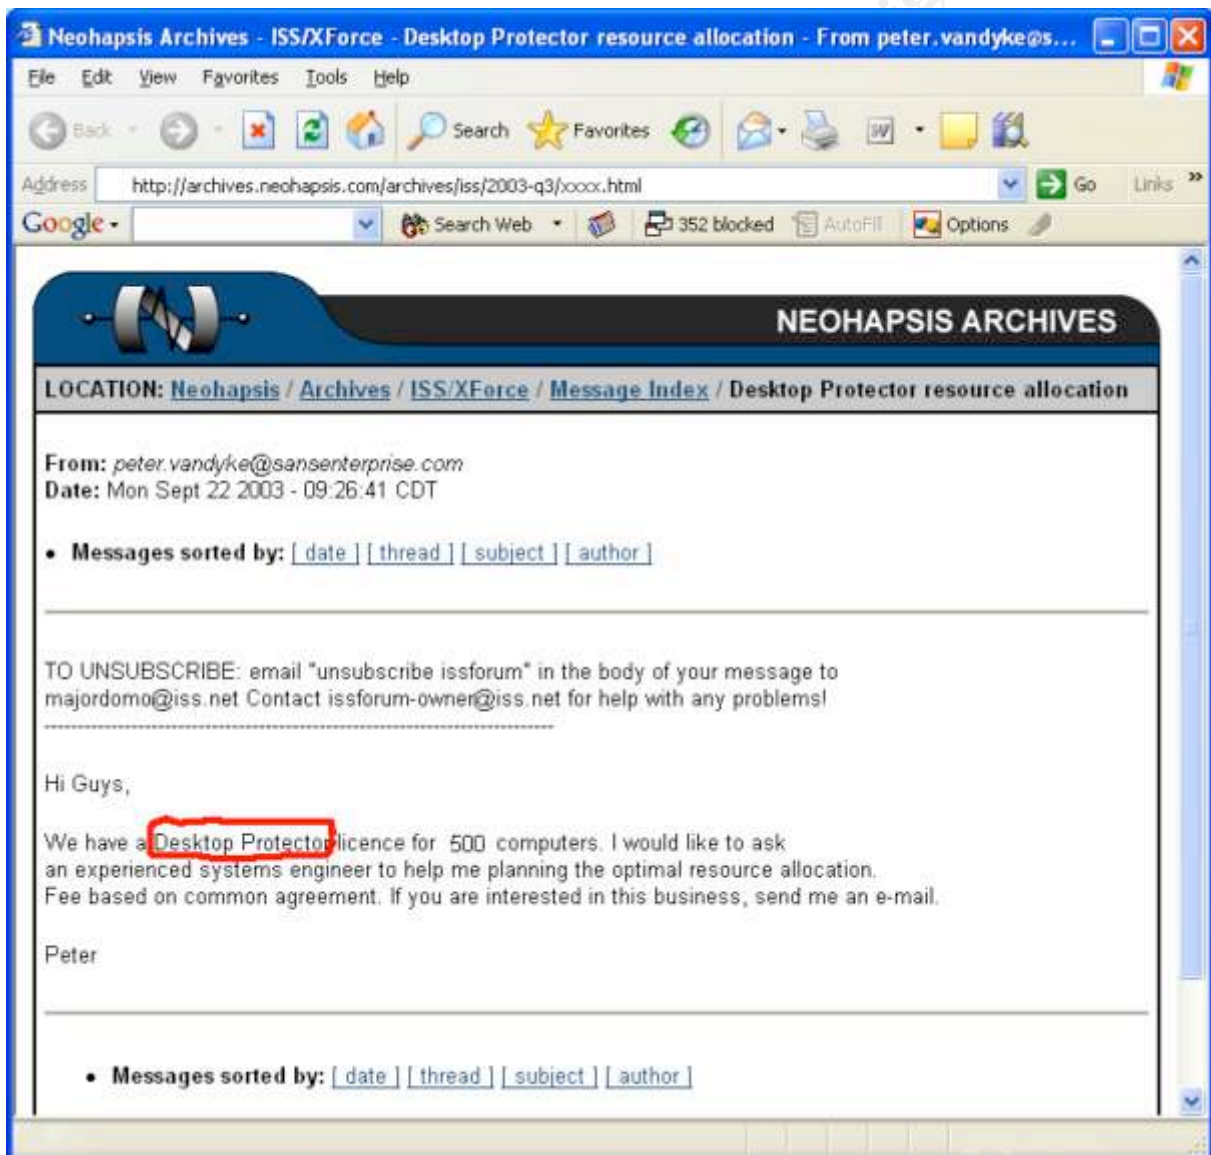 Neohapsis Archives - ISS/XForce - Desktop Protector resource allocation - From peter.vandyke@s...
File Edit View Favorites Tools Help
Back Search Favorites
Address http://archives.neohapsis.com/archives/iss/2003-q3/xxxx.html Go Links »
Google Search Web 352 blocked AutoFill Options
NEOHAPSIS ARCHIVES
LOCATION: Neohapsis / Archives / ISS/XForce / Message Index / Desktop Protector resource allocation
From: peter.vandyke@sansenterprise.com
Date: Mon Sept 22 2003 - 09:26:41 CDT
• Messages sorted by: [ date ] [ thread ] [ subject ] [ author ]
TO UNSUBSCRIBE: email "unsubscribe issforum" in the body of your message to
majordomo@iss.net Contact issforum-owner@iss.net for help with any problems!
------------------------------------------------------------------------------
Hi Guys,
We have a Desktop Protector licence for 500 computers. I would like to ask
an experienced systems engineer to help me planning the optimal resource allocation.
Fee based on common agreement. If you are interested in this business, send me an e-mail.
Peter
• Messages sorted by: [ date ] [ thread ] [ subject ] [ author ]